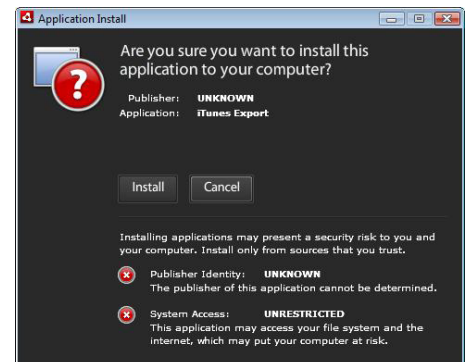 Application Install
Are you sure you want to install this
application to your computer?
Publisher: UNKNOWN
Application: iTunes Export
Install Cancel
Installing applications may present a security risk to you and
your computer. Install only from sources that you trust.
Publisher Identity: UNKNOWN
The publisher of this application cannot be determined.
System Access: UNRESTRICTED
This application may access your file system and the
internet, which may put your computer at risk.